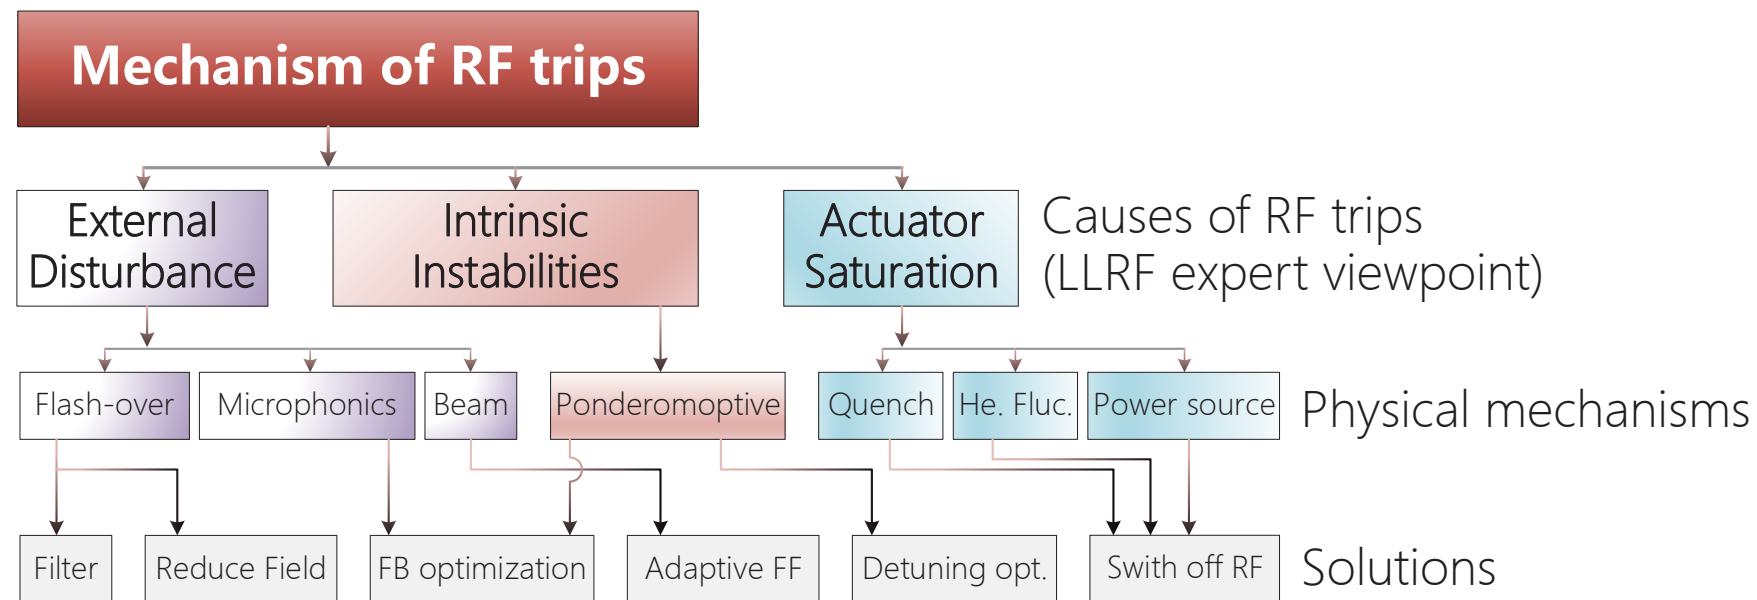 Mechanism of RF trips
External
Disturbance
Intrinsic
Instabilities
Actuator
Saturation
Causes of RF trips
(LLRF expert viewpoint)
Flash-over
Microphonics
Beam
Ponderomoptive
Quench
He. Fluc.
Power source
Physical mechanisms
Filter
Reduce Field
FB optimization
Adaptive FF
Detuning opt.
Swith off RF
Solutions